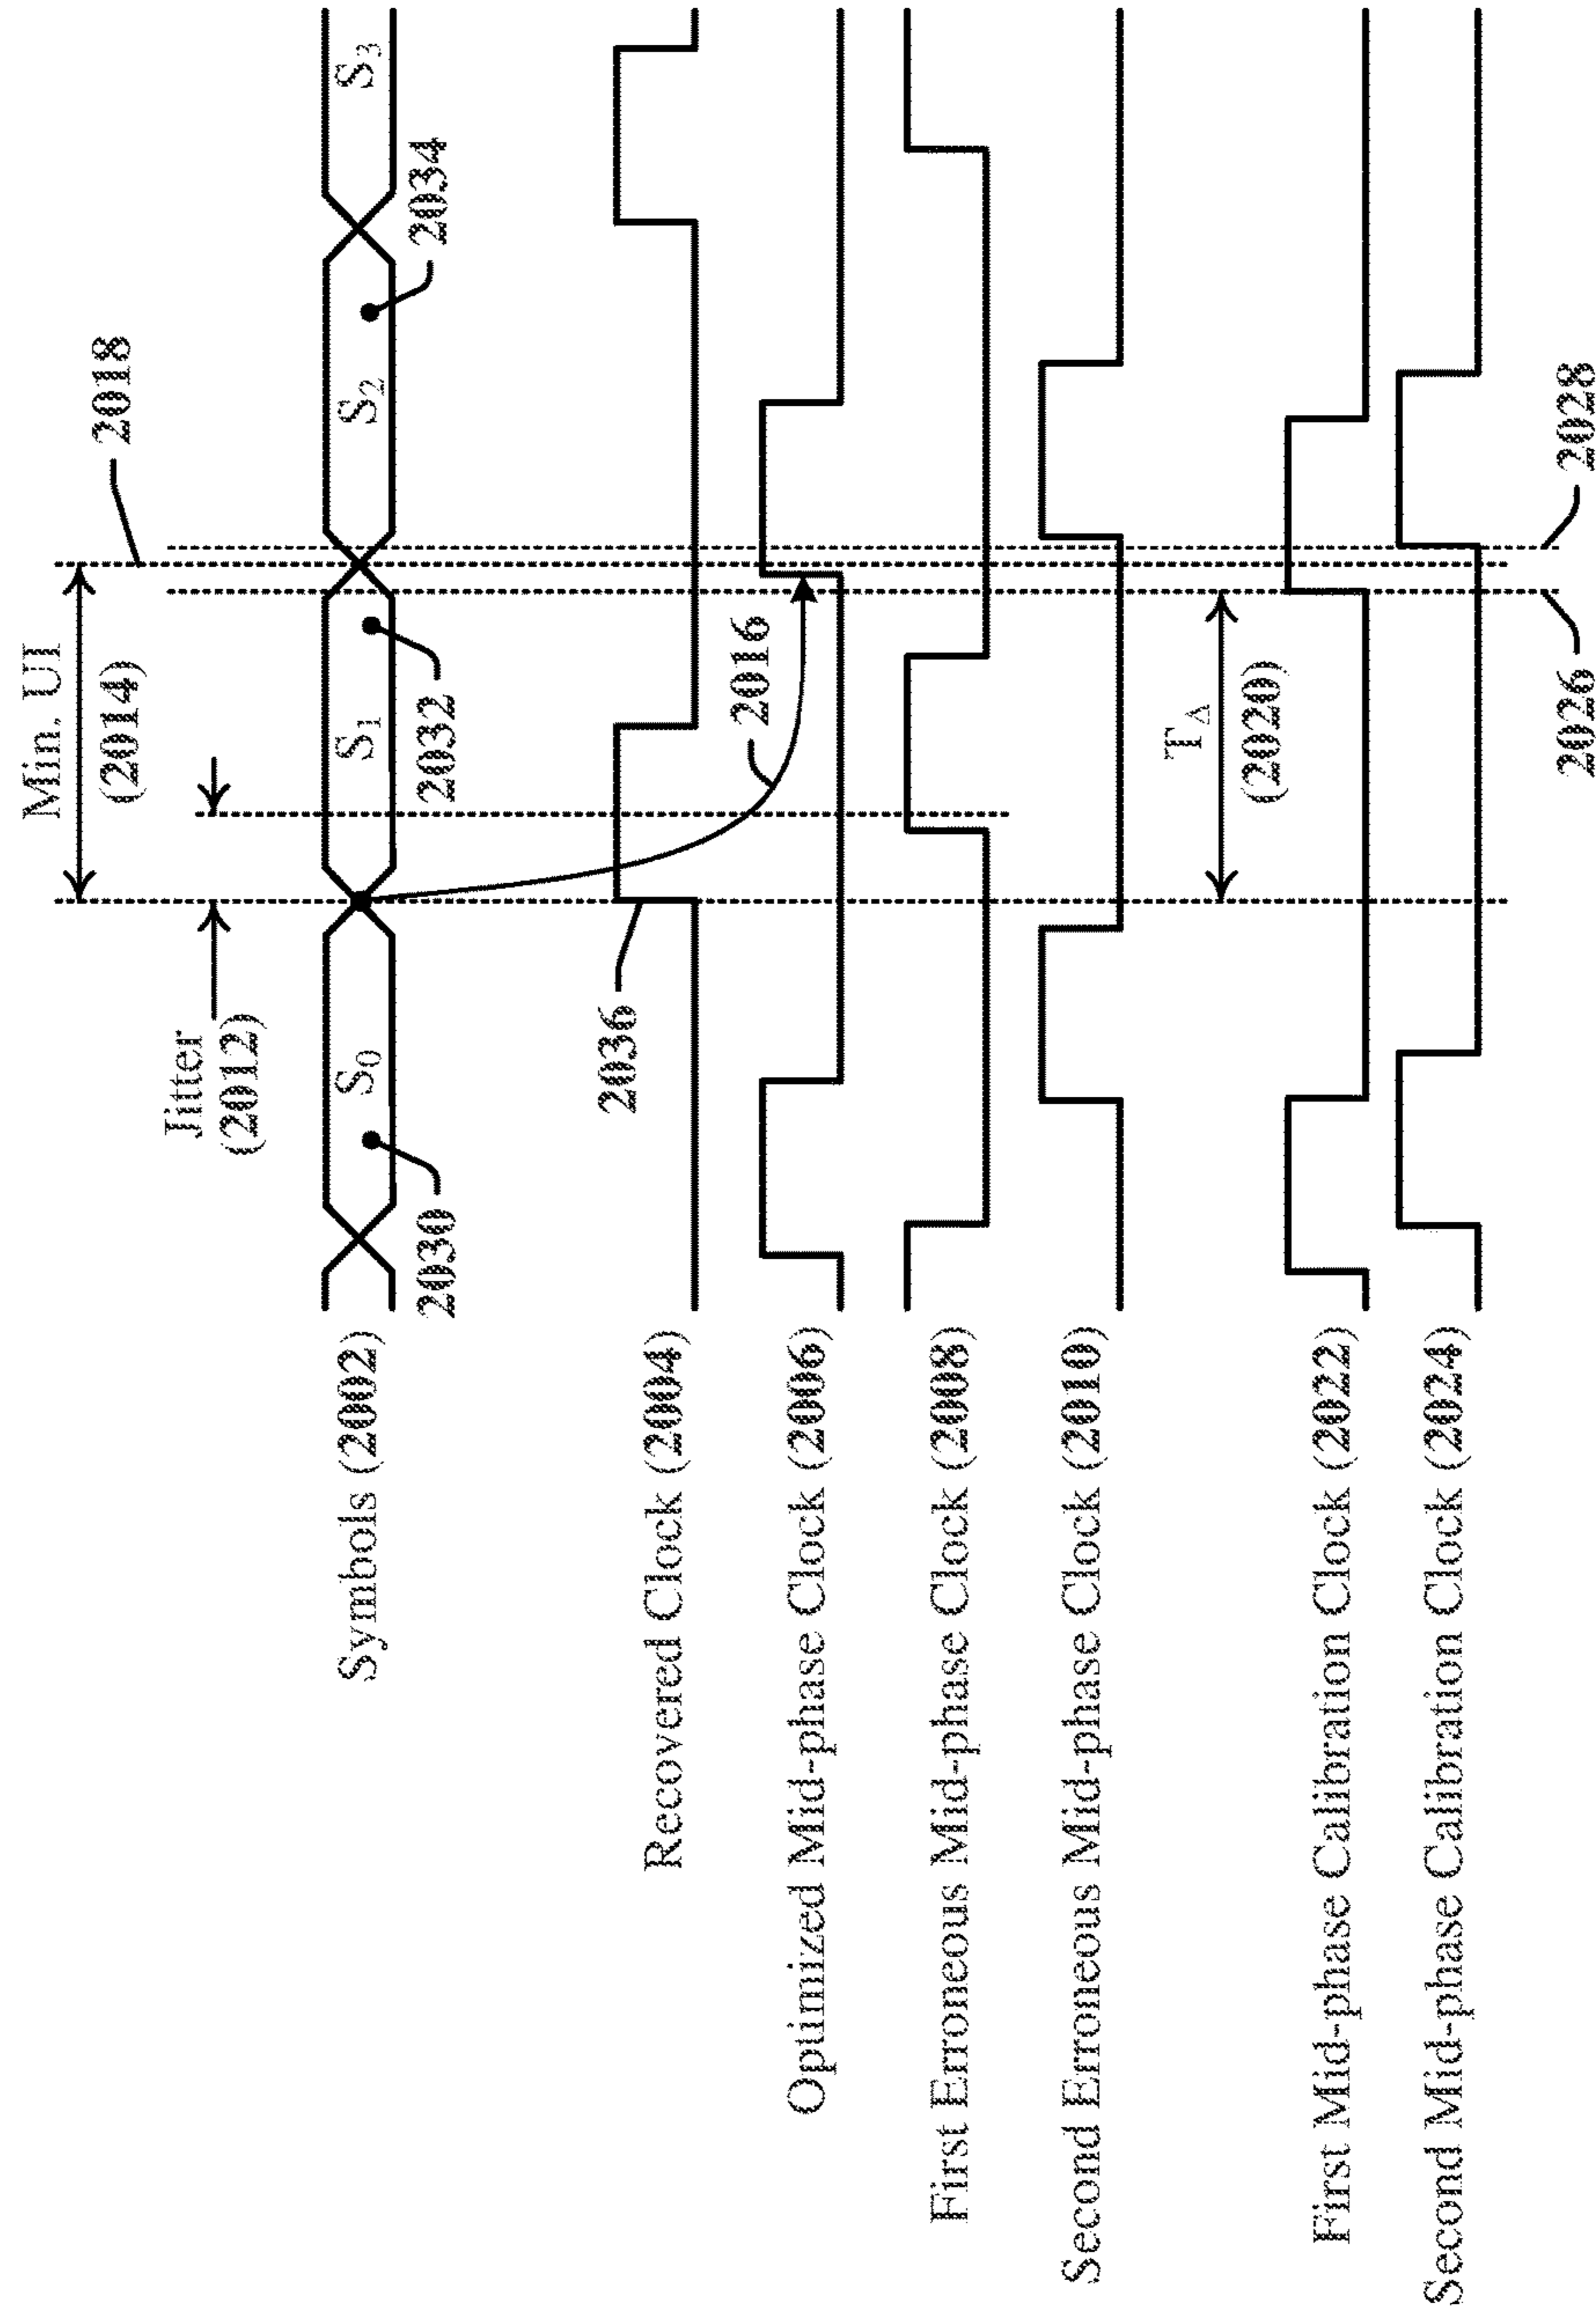 Min. UI
(2014)
2018
Jitter
(2012)
Symbols (2002)
S0
S1
S2
S3
2030
2032
2034
Recovered Clock (2004)
2036
Optimized Mid-phase Clock (2006)
2016
First Erroneous Mid-phase Clock (2008)
Second Erroneous Mid-phase Clock (2010)
TΔ
(2020)
First Mid-phase Calibration Clock (2022)
Second Mid-phase Calibration Clock (2024)
2026
2028